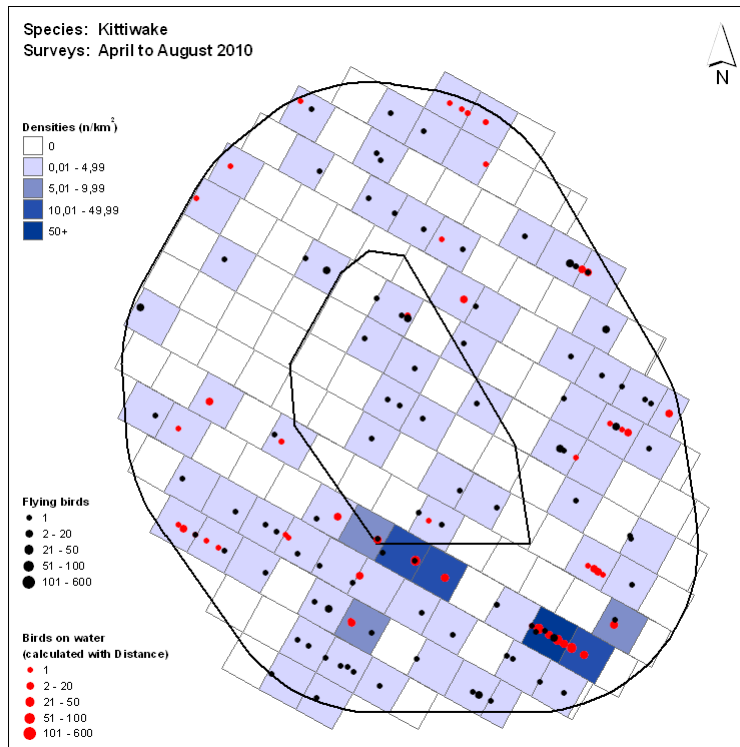 Species: Kittiwake
Surveys: April to August 2010
N
Densities (n/km²)
0
0,01 - 4,99
5,01 - 9,99
10,01 - 49,99
50+
Flying birds
1
2 - 20
21 - 50
51 - 100
101 - 600
Birds on water
(calculated with Distance)
1
2 - 20
21 - 50
51 - 100
101 - 600